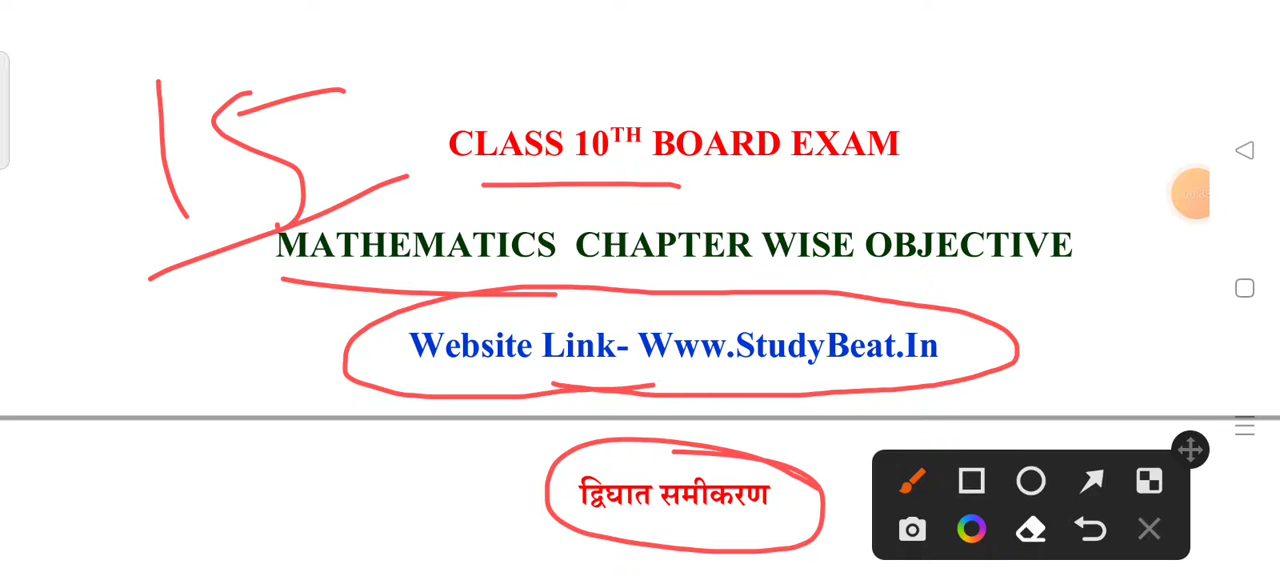 15
CLASS 10TH BOARD EXAM
MATHEMATICS CHAPTER WISE OBJECTIVE
Website Link- Www.StudyBeat.In
द्विघात समीकरण